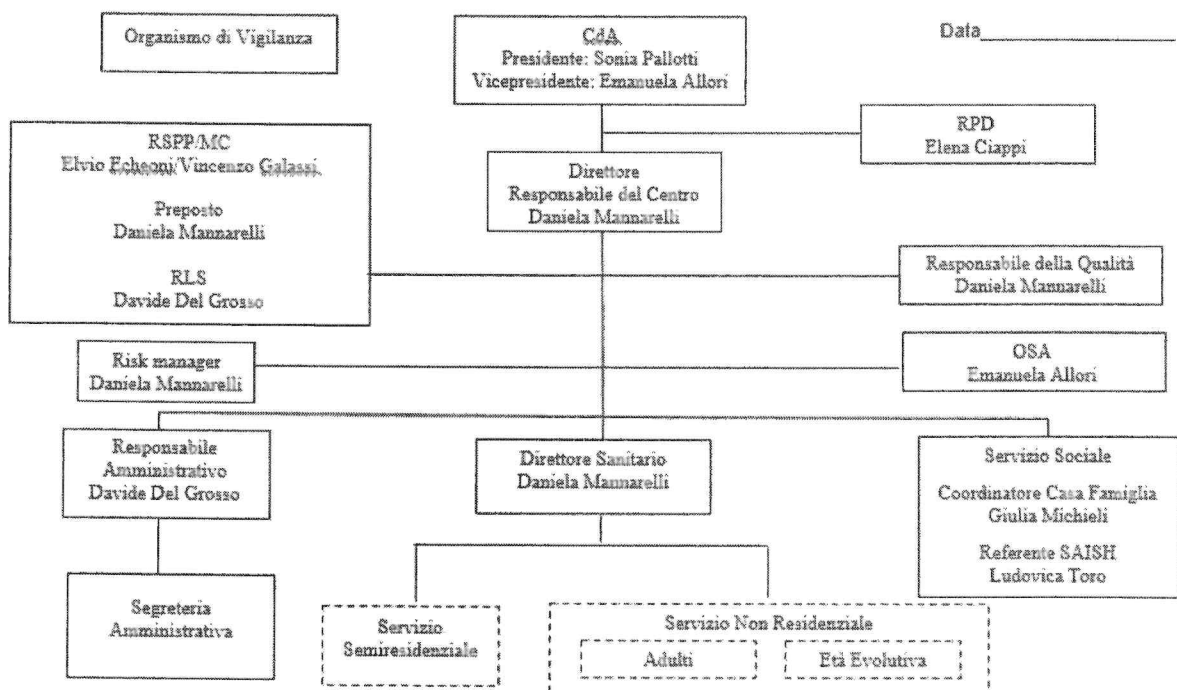 Organismo di Vigilanza
CdA
Presidente: Sonia Pallotti
Vicepresidente: Emanuela Allori
Data
RPD
Elena Ciappi
RSPP/MC
Elvio Echeoni/Vincenzo Galassi
Preposto
Daniela Mannarelli
RLS
Davide Del Grosso
Direttore
Responsabile del Centro
Daniela Mannarelli
Responsabile della Qualità
Daniela Mannarelli
Risk manager
Daniela Mannarelli
OSA
Emanuela Allori
Responsabile
Amministrativo
Davide Del Grosso
Direttore Sanitario
Daniela Mannarelli
Servizio Sociale
Coordinatore Casa Famiglia
Giulia Michieli
Referente SAISH
Ludovica Toro
Segreteria
Amministrativa
Servizio
Semiresidenziale
Servizio Non Residenziale
Adulti
Età Evolutiva